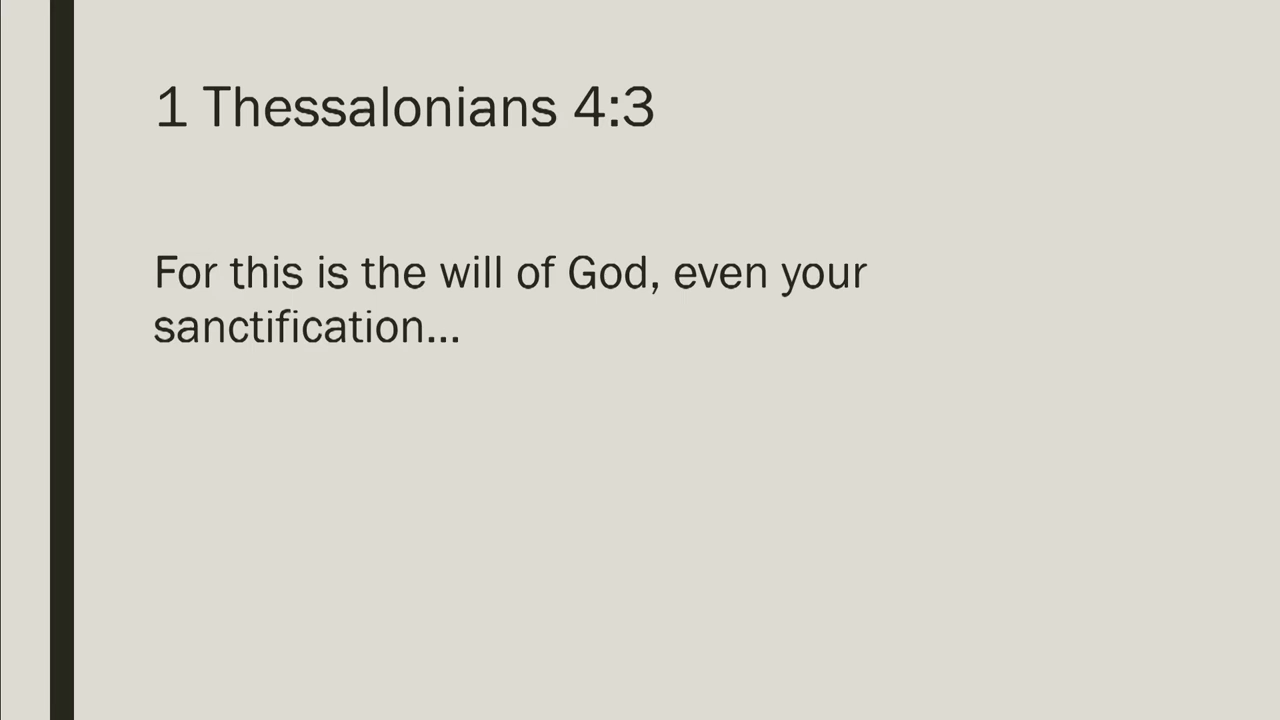 1 Thessalonians 4:3
For this is the will of God, even your
sanctification...